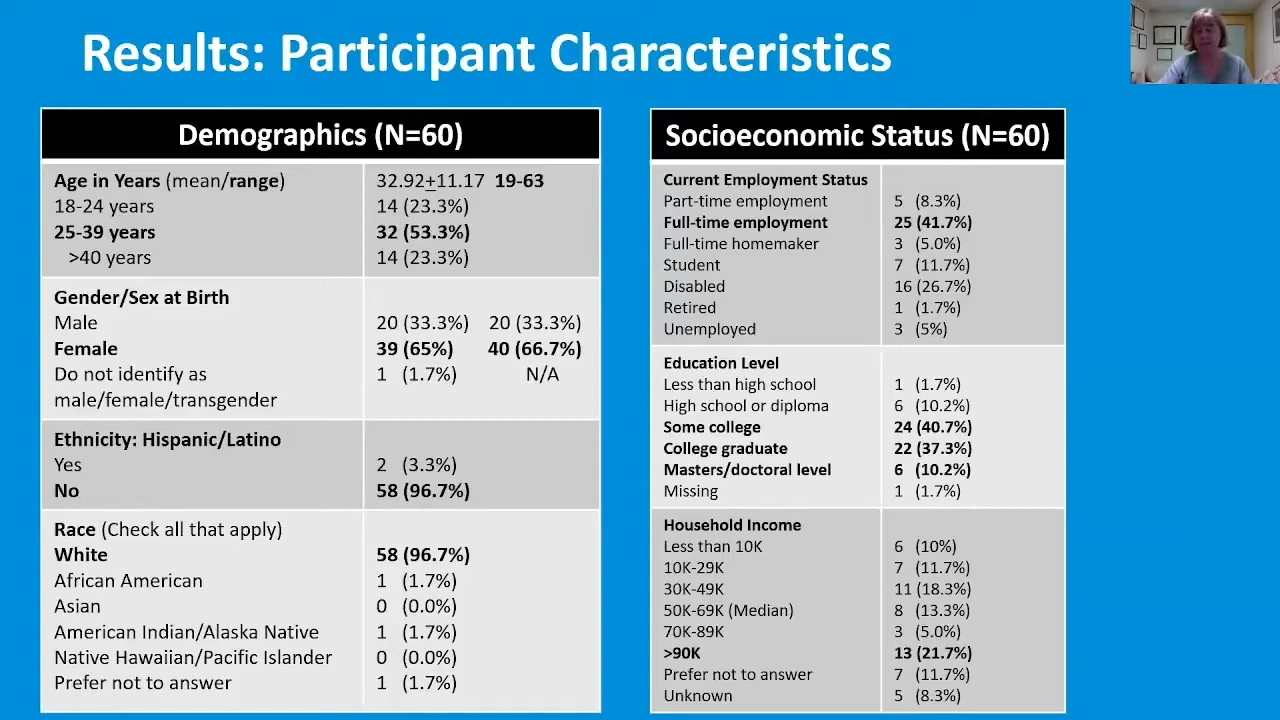 Results: Participant Characteristics
Demographics (N=60)
Age in Years (mean/range) 32.92+11.17 19-63
18-24 years 14 (23.3%)
25-39 years 32 (53.3%)
>40 years 14 (23.3%)
Gender/Sex at Birth
Male 20 (33.3%) 20 (33.3%)
Female 39 (65%) 40 (66.7%)
Do not identify as 1 (1.7%) N/A
male/female/transgender
Ethnicity: Hispanic/Latino
Yes 2 (3.3%)
No 58 (96.7%)
Race (Check all that apply)
White 58 (96.7%)
African American 1 (1.7%)
Asian 0 (0.0%)
American Indian/Alaska Native 1 (1.7%)
Native Hawaiian/Pacific Islander 0 (0.0%)
Prefer not to answer 1 (1.7%)
Socioeconomic Status (N=60)
Current Employment Status
Part-time employment 5 (8.3%)
Full-time employment 25 (41.7%)
Full-time homemaker 3 (5.0%)
Student 7 (11.7%)
Disabled 16 (26.7%)
Retired 1 (1.7%)
Unemployed 3 (5%)
Education Level
Less than high school 1 (1.7%)
High school or diploma 6 (10.2%)
Some college 24 (40.7%)
College graduate 22 (37.3%)
Masters/doctoral level 6 (10.2%)
Missing 1 (1.7%)
Household Income
Less than 10K 6 (10%)
10K-29K 7 (11.7%)
30K-49K 11 (18.3%)
50K-69K (Median) 8 (13.3%)
70K-89K 3 (5.0%)
>90K 13 (21.7%)
Prefer not to answer 7 (11.7%)
Unknown 5 (8.3%)